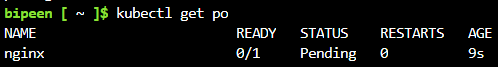 bipeen [ ~ ]$ kubectl get po
NAME READY STATUS RESTARTS AGE
nginx 0/1 Pending 0 9s